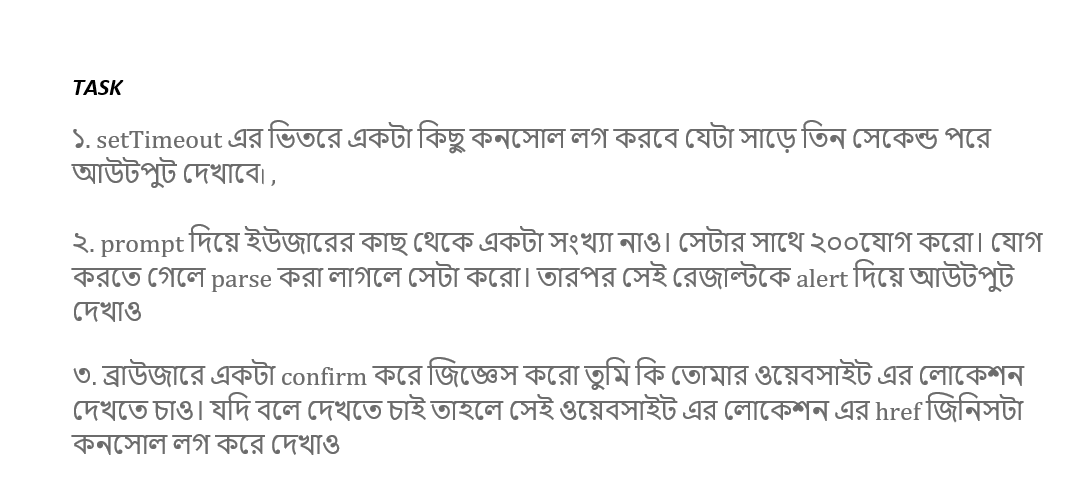 TASK
১. setTimeout এর ভিতরে একটা কিছু কনসোল লগ করবে যেটা সাড়ে তিন সেকেন্ড পরে
আউটপুট দেখাবে। ,
২. prompt দিয়ে ইউজারের কাছ থেকে একটা সংখ্যা নাও। সেটার সাথে ২০০যোগ করো। যোগ
করতে গেলে parse করা লাগলে সেটা করো। তারপর সেই রেজাল্টকে alert দিয়ে আউটপুট
দেখাও
৩. ব্রাউজারে একটা confirm করে জিজ্ঞেস করো তুমি কি তোমার ওয়েবসাইট এর লোকেশন
দেখতে চাও। যদি বলে দেখতে চাই তাহলে সেই ওয়েবসাইট এর লোকেশন এর href জিনিসটা
কনসোল লগ করে দেখাও